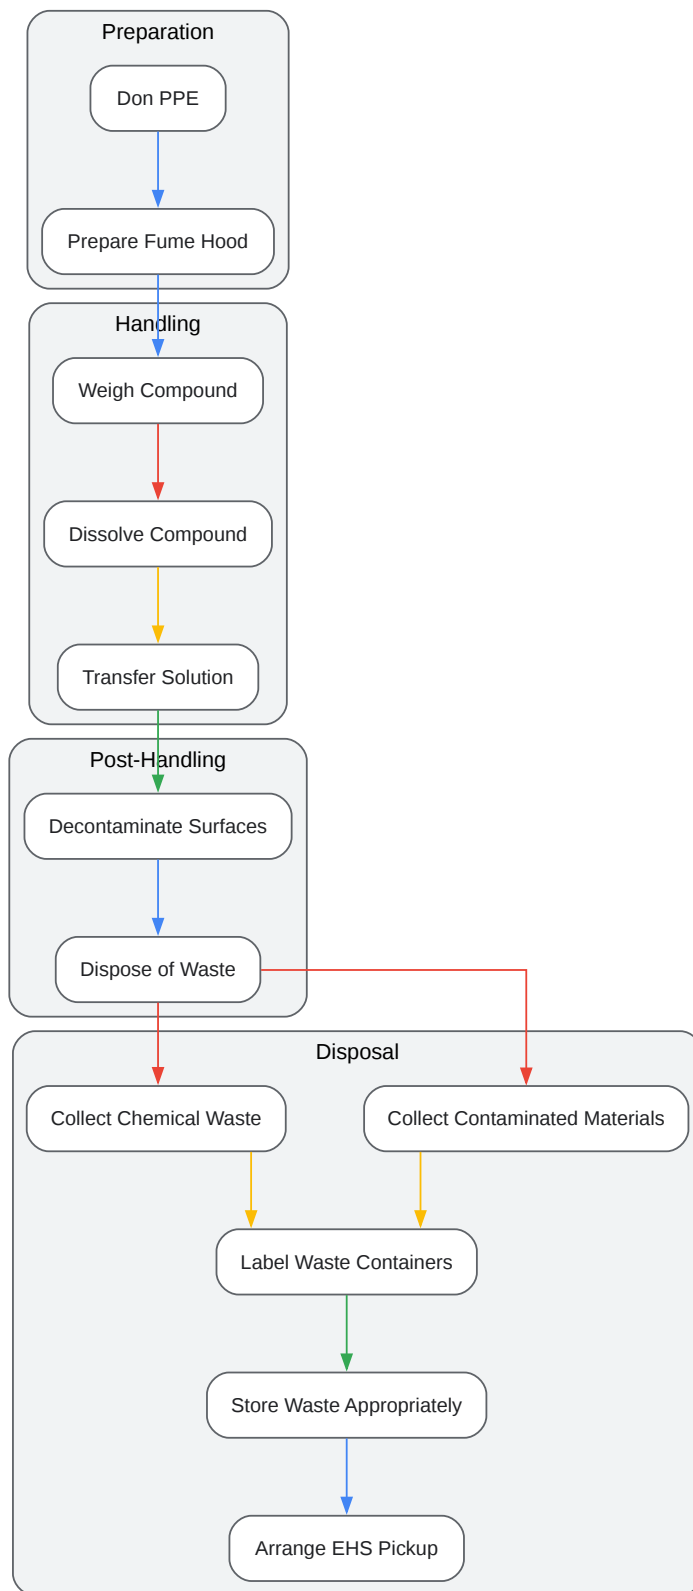 Preparation
Don PPE
Prepare Fume Hood
Handling
Weigh Compound
Dissolve Compound
Transfer Solution
Post-Handling
Decontaminate Surfaces
Dispose of Waste
Disposal
Collect Chemical Waste
Collect Contaminated Materials
Label Waste Containers
Store Waste Appropriately
Arrange EHS Pickup